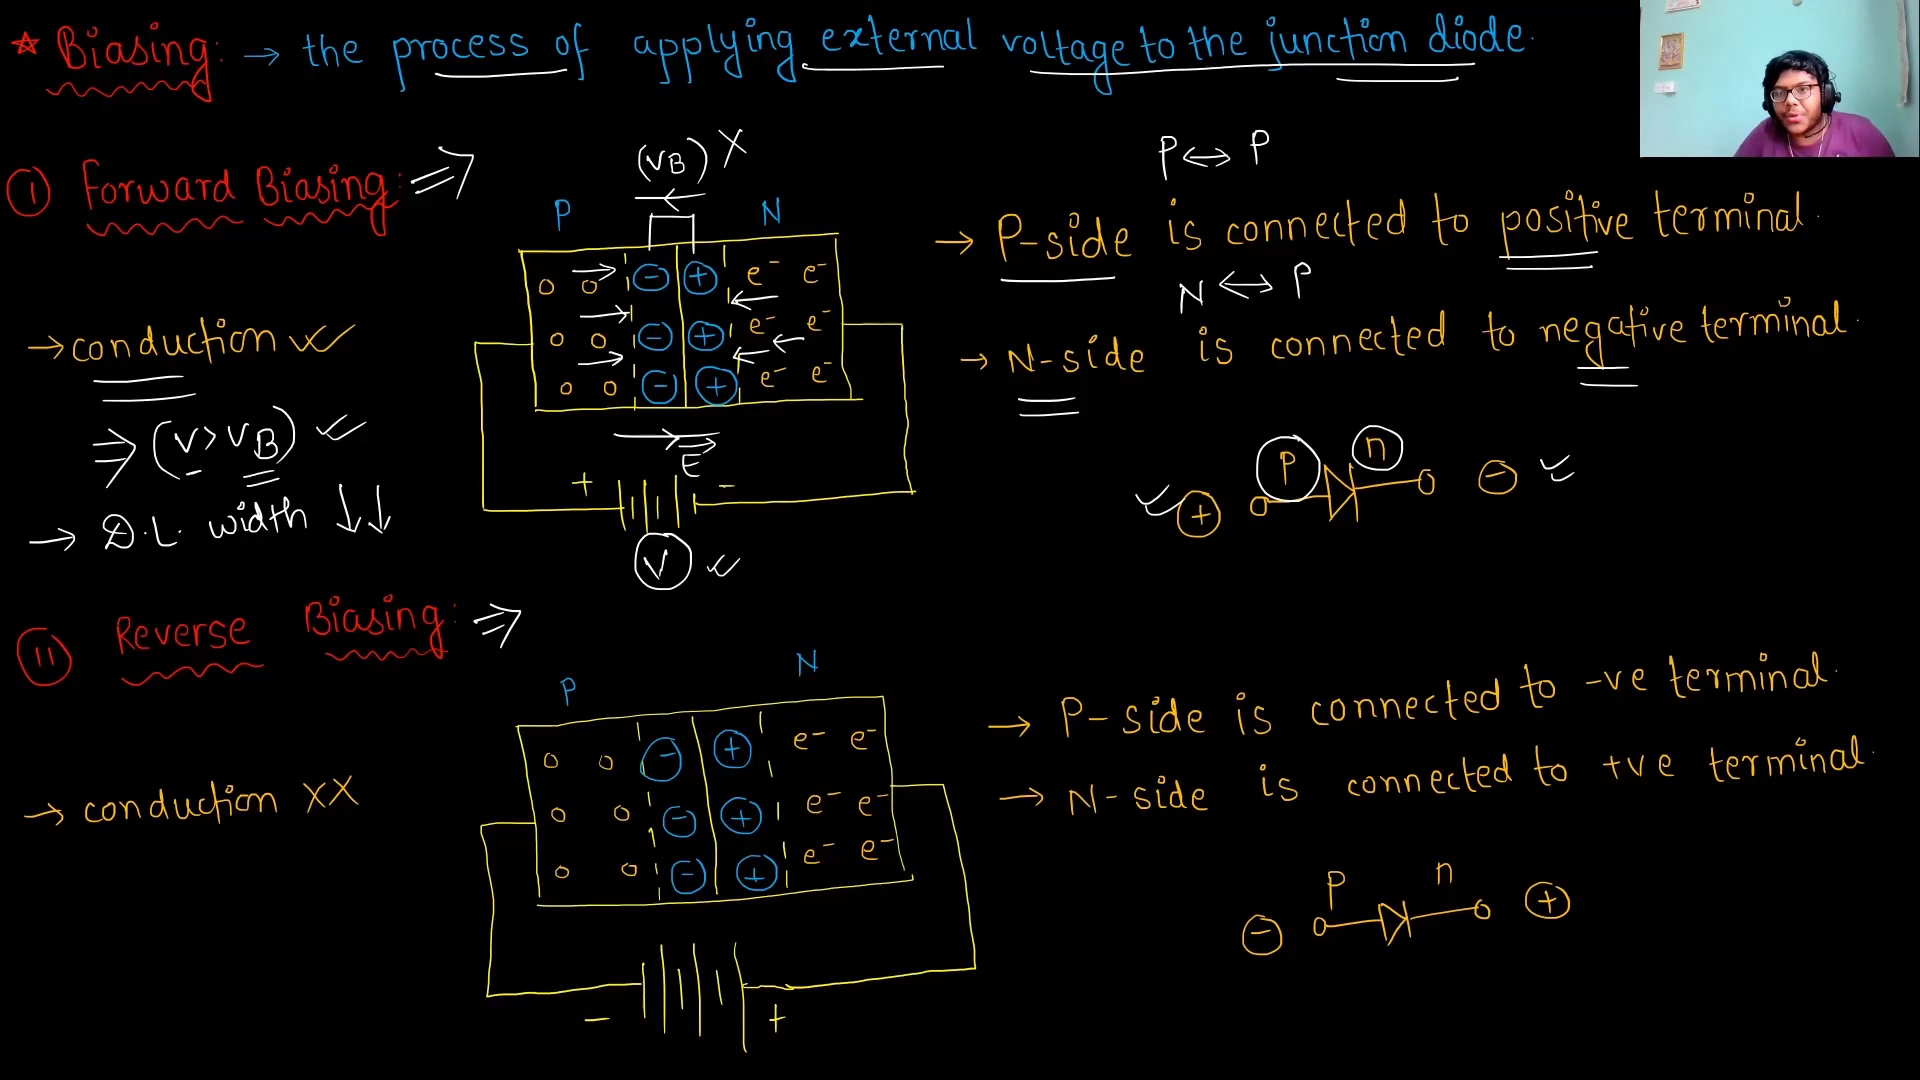 * Biasing: → the process of applying external voltage to the junction diode.
(VB) X
P ↔ P
① Forward Biasing: ⇒
P N
→ P-side is connected to positive terminal.
⊖ ⊕ e⁻ e⁻
N ↔ P
→ conduction ✓
⊖ ⊕ e⁻ e⁻
→ N-side is connected to negative terminal.
⊖ ⊕ e⁻ e⁻
⇒ (V > VB) ✓
E
P n
+ -
⊕ ⊖
→ D.L. width ↓↓
V
⑪ Reverse Biasing: ⇒
P N
→ P-side is connected to -ve terminal.
⊖ ⊕ e⁻ e⁻
→ N-side is connected to +ve terminal.
→ conduction XX
⊖ ⊕ e⁻ e⁻
⊖ ⊕ e⁻ e⁻
P n
⊖ ⊕
- +